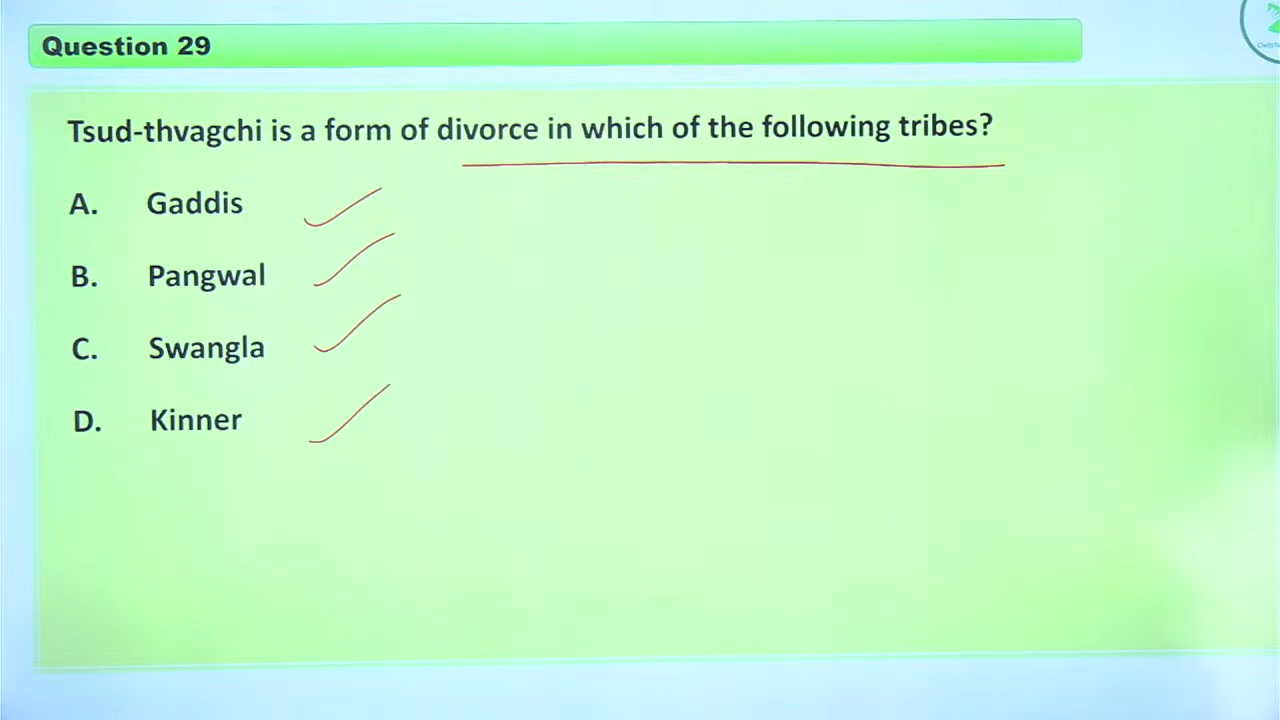 Question 29
Tsud-thvagchi is a form of divorce in which of the following tribes?
A. Gaddis
B. Pangwal
C. Swangla
D. Kinner